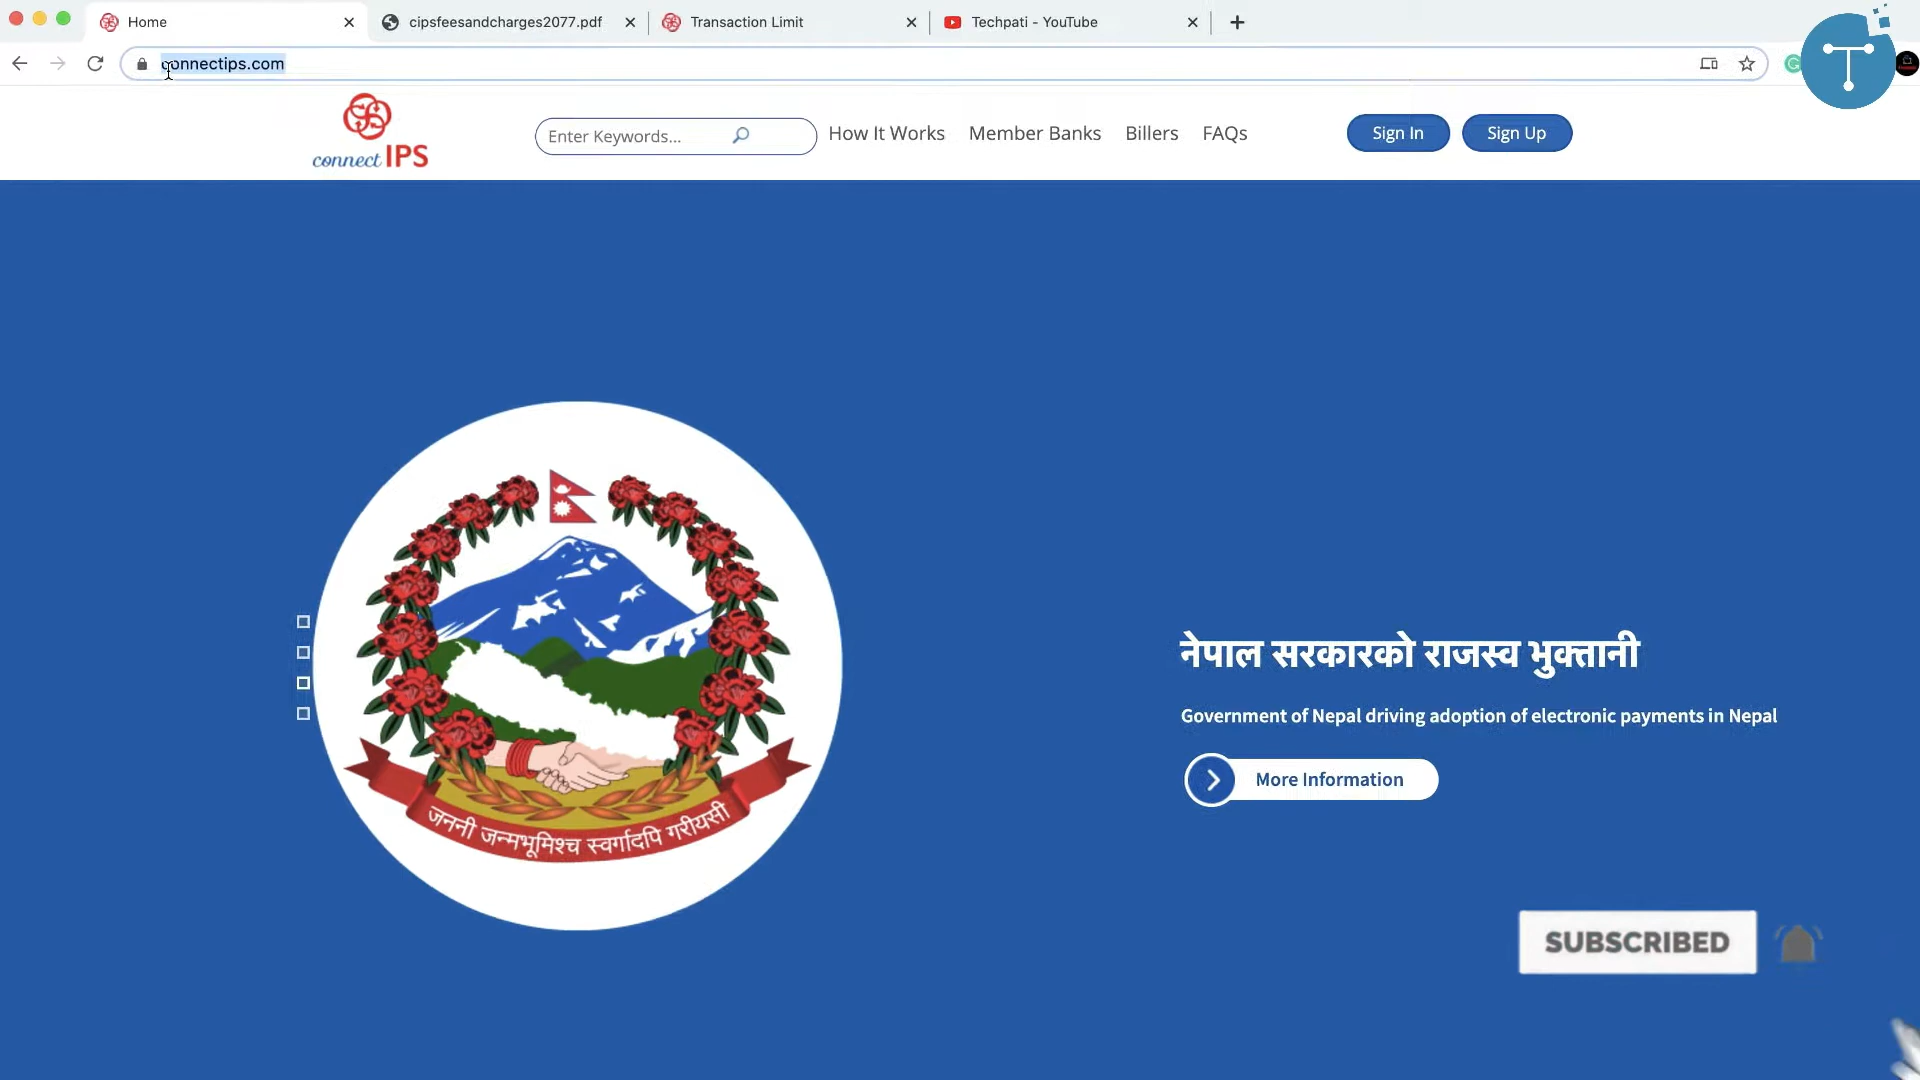 Home
cipsfeesandcharges2077.pdf
Transaction Limit
Techpati - YouTube
connectips.com
connect IPS
Enter Keywords...
How It Works
Member Banks
Billers
FAQs
Sign In
Sign Up
नेपाल सरकारको राजस्व भुक्तानी
Government of Nepal driving adoption of electronic payments in Nepal
More Information
जननी जन्मभूमिश्च स्वर्गादपि गरीयसी
SUBSCRIBED